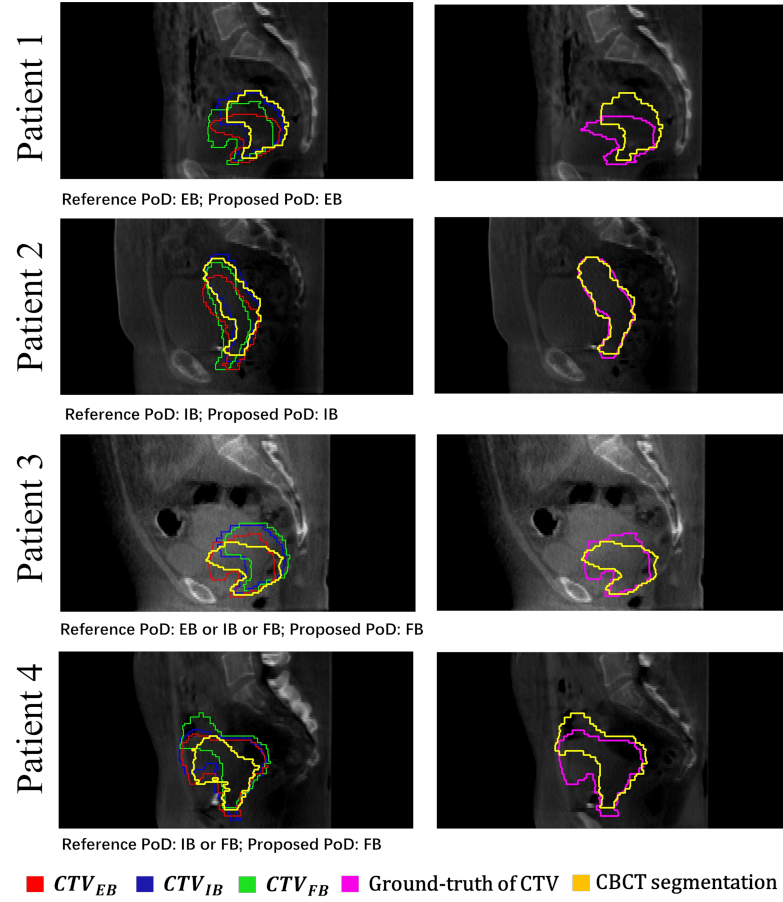 Patient 1
Reference PoD: EB; Proposed PoD: EB
Patient 2
Reference PoD: IB; Proposed PoD: IB
Patient 3
Reference PoD: EB or IB or FB; Proposed PoD: FB
Patient 4
Reference PoD: IB or FB; Proposed PoD: FB
CTV_EB CTV_IB CTV_FB Ground-truth of CTV CBCT segmentation